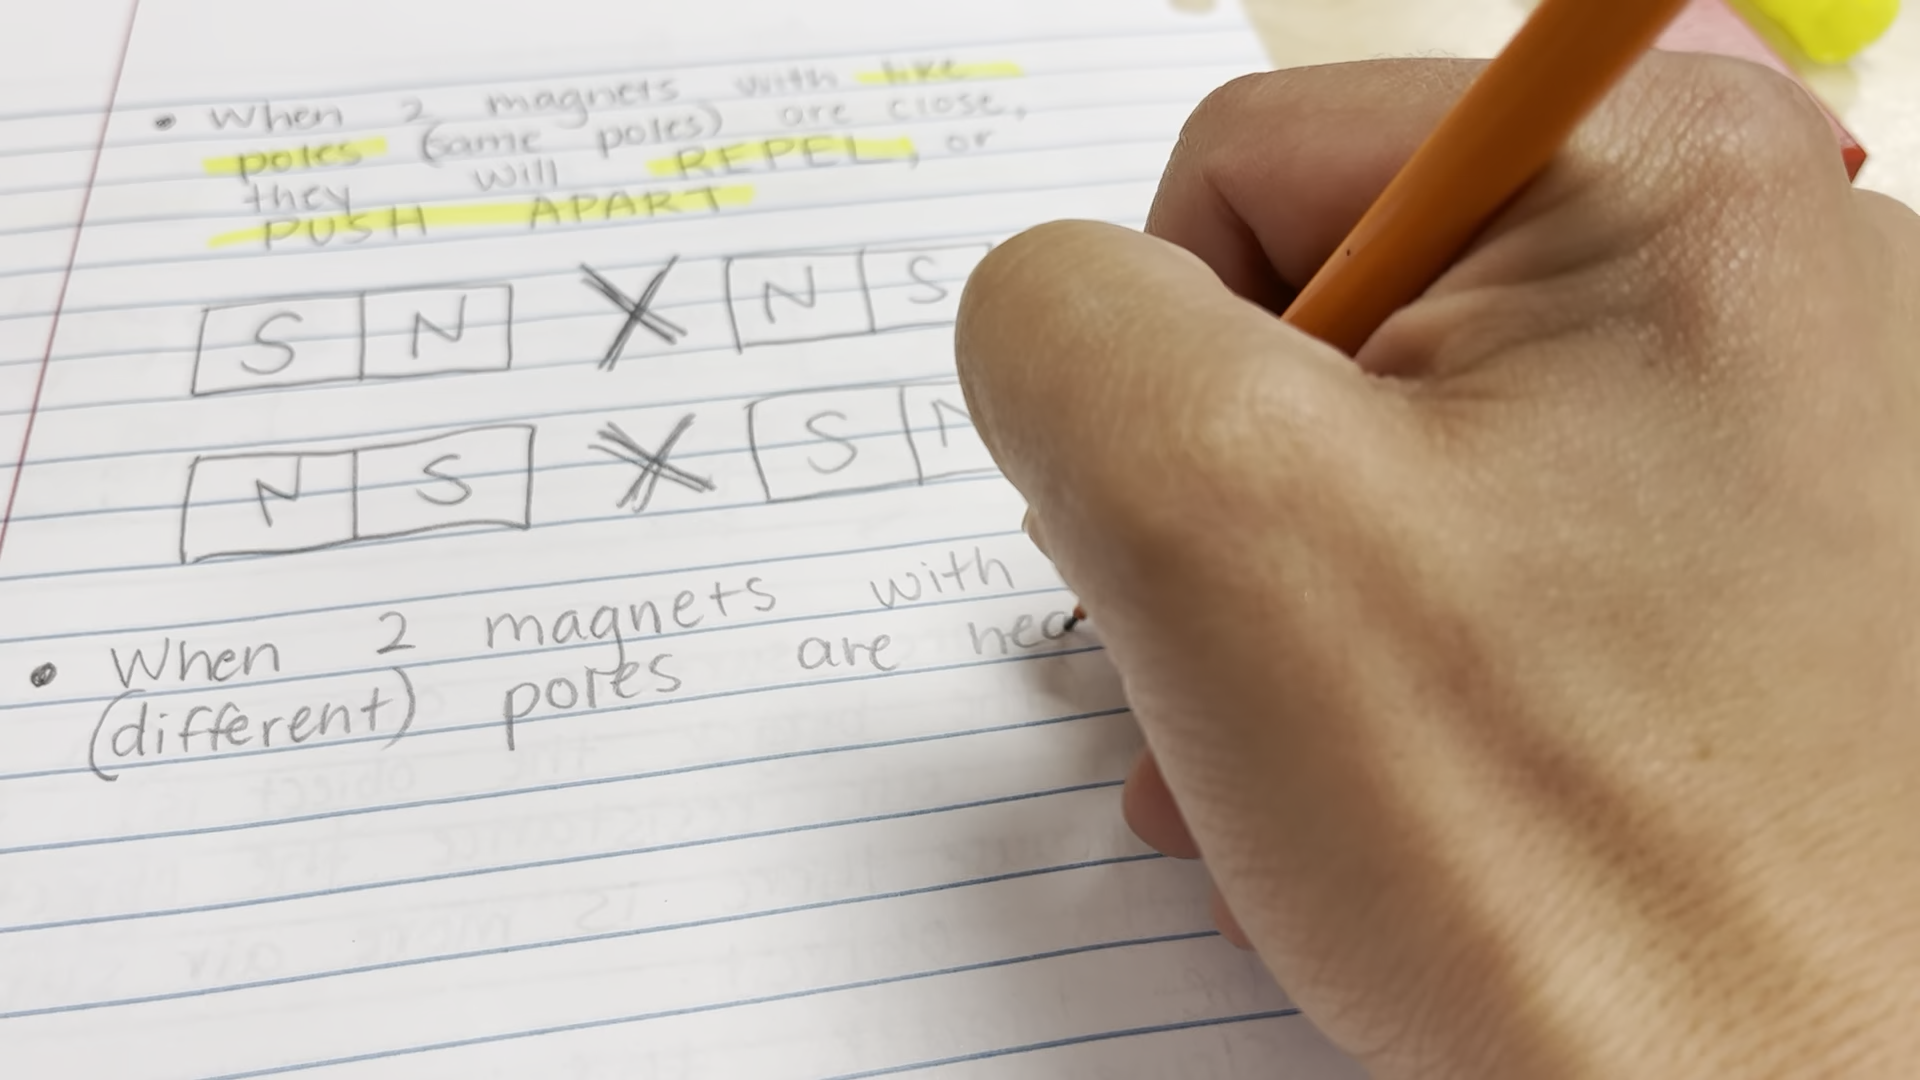 • When 2 magnets with like
poles (same poles) are close,
they will REPEL, or
PUSH APART
S N X N S
N S X S N
• When 2 magnets with
(different) poles are nea